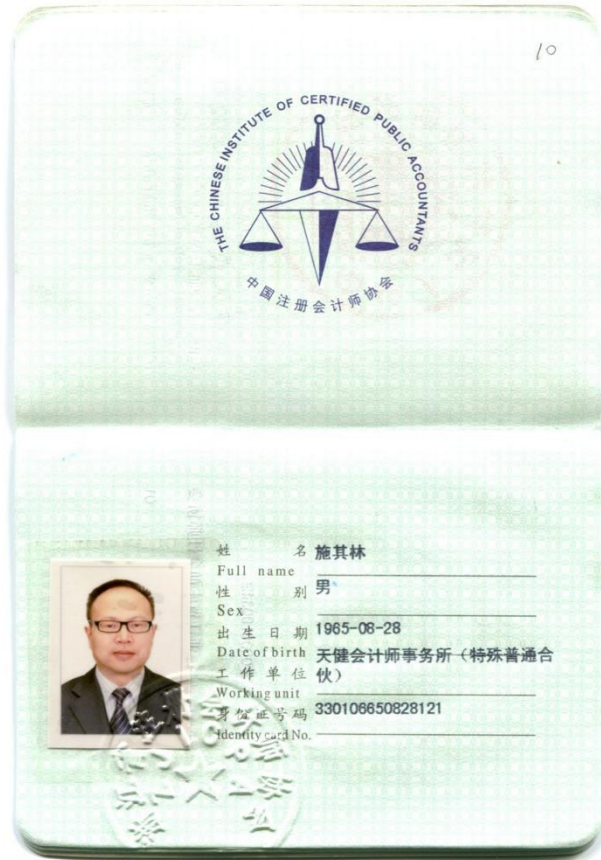 10
THE CHINESE INSTITUTE OF CERTIFIED PUBLIC ACCOUNTANTS
中国注册会计师协会
姓 名 施其林
Full name
性 别 男
Sex
出生日期 1965-08-28
Date of birth
工作单位 天健会计师事务所（特殊普通合
Working unit 伙）
身份证号码 330106650828121
Identity card No.